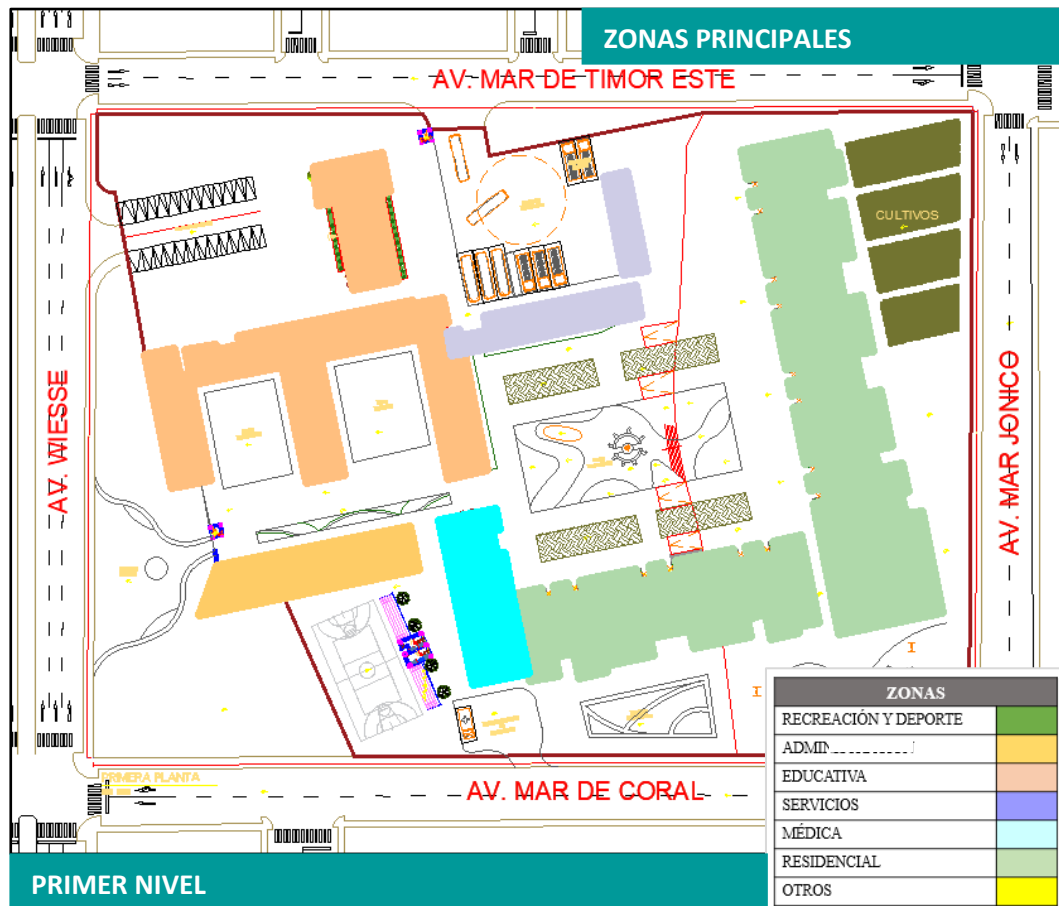 ZONAS PRINCIPALES
AV. MAR DE TIMOR ESTE
CULTIVOS
AV. WIESSE
AV. MAR JONICO
PRIMERA PLANTA
AV. MAR DE CORAL
ZONAS
RECREACIÓN Y DEPORTE
ADMIN
EDUCATIVA
SERVICIOS
MÉDICA
RESIDENCIAL
OTROS
PRIMER NIVEL